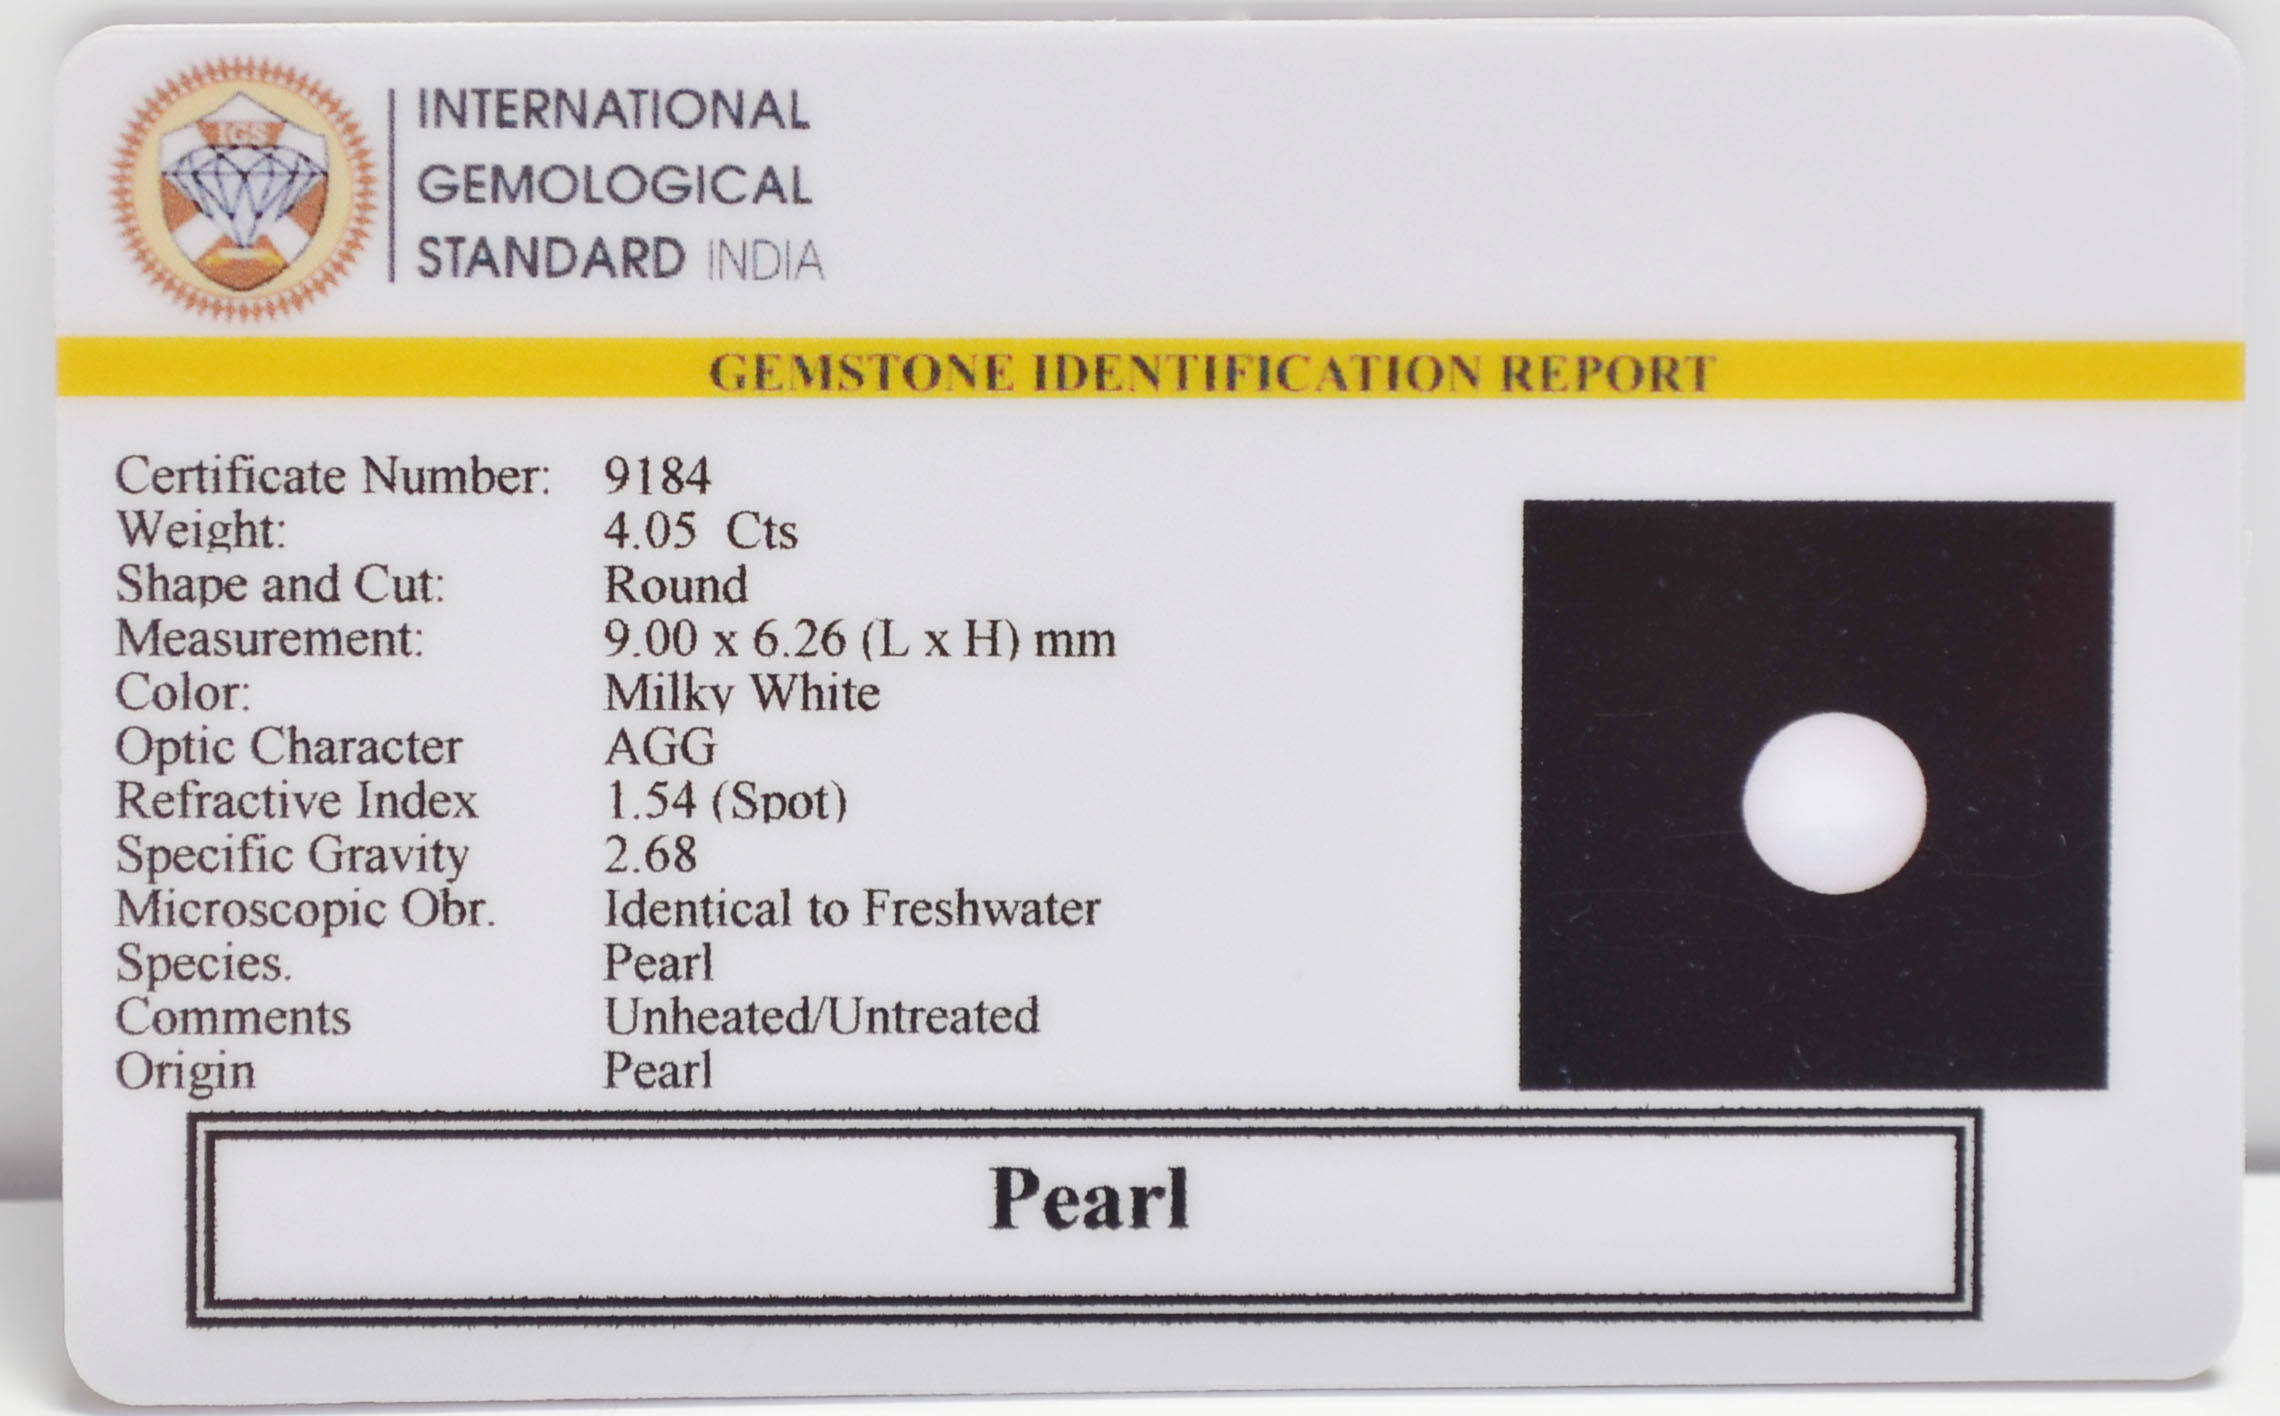 IGS
INTERNATIONAL
GEMOLOGICAL
STANDARD INDIA
GEMSTONE IDENTIFICATION REPORT
Certificate Number: 9184
Weight: 4.05 Cts
Shape and Cut: Round
Measurement: 9.00 x 6.26 (L x H) mm
Color: Milky White
Optic Character AGG
Refractive Index 1.54 (Spot)
Specific Gravity 2.68
Microscopic Obr. Identical to Freshwater
Species. Pearl
Comments Unheated/Untreated
Origin Pearl
Pearl